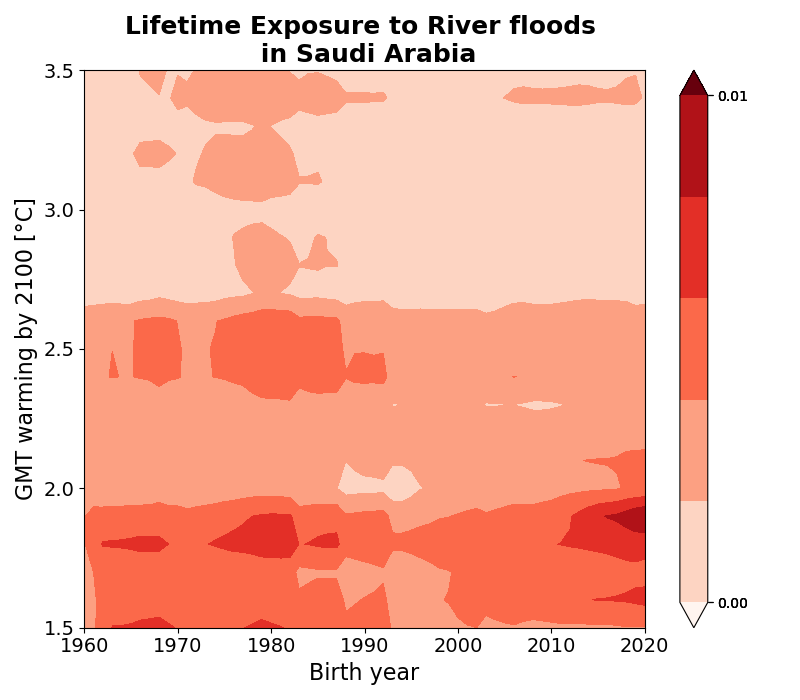 Lifetime Exposure to River floods
in Saudi Arabia
3.5
3.0
2.5
2.0
1.5
GMT warming by 2100 [°C]
1960 1970 1980 1990 2000 2010 2020
Birth year
0.01
0.00